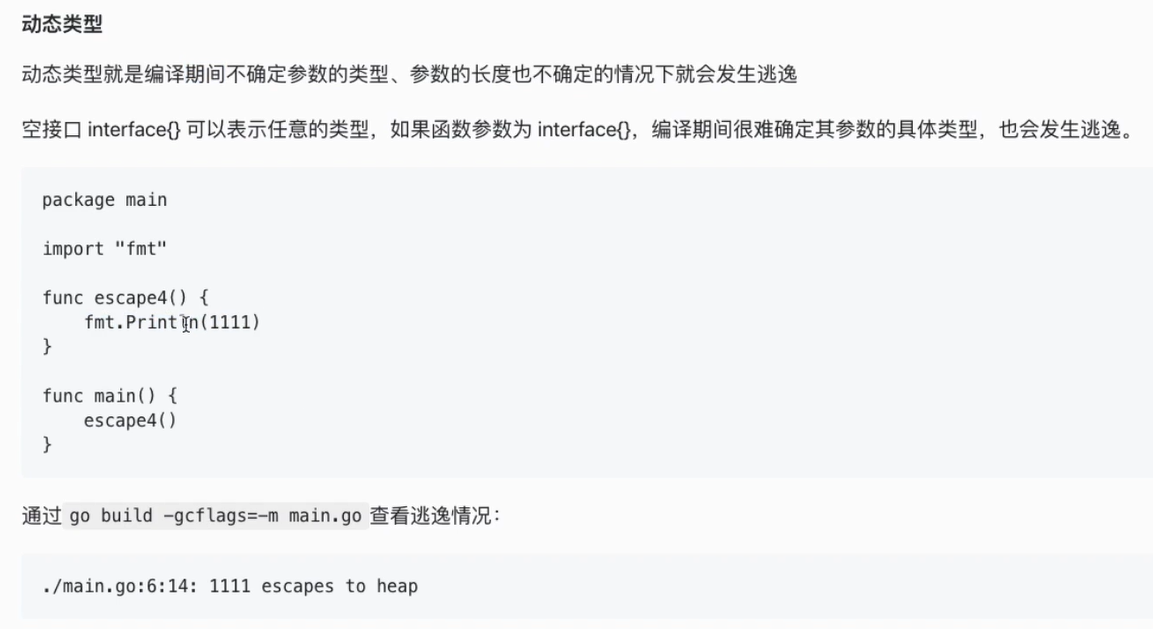 动态类型
动态类型就是编译期间不确定参数的类型、参数的长度也不确定的情况下就会发生逃逸
空接口 interface{} 可以表示任意的类型，如果函数参数为 interface{}，编译期间很难确定其参数的具体类型，也会发生逃逸。
package main
import "fmt"
func escape4() {
    fmt.Println(1111)
}
func main() {
    escape4()
}
通过 go build -gcflags=-m main.go 查看逃逸情况：
./main.go:6:14: 1111 escapes to heap